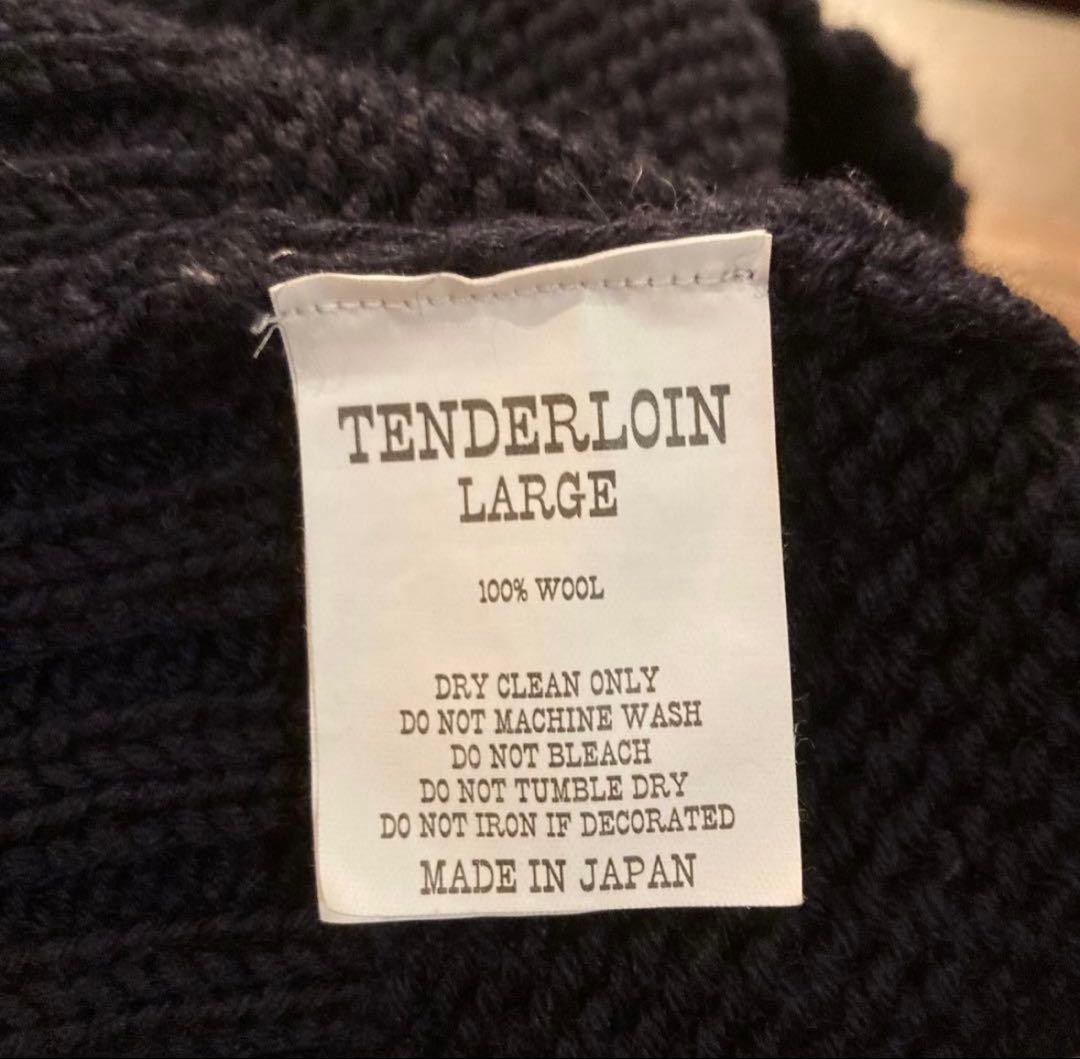 TENDERLOIN
LARGE
100% WOOL
DRY CLEAN ONLY
DO NOT MACHINE WASH
DO NOT BLEACH
DO NOT TUMBLE DRY
DO NOT IRON IF DECORATED
MADE IN JAPAN